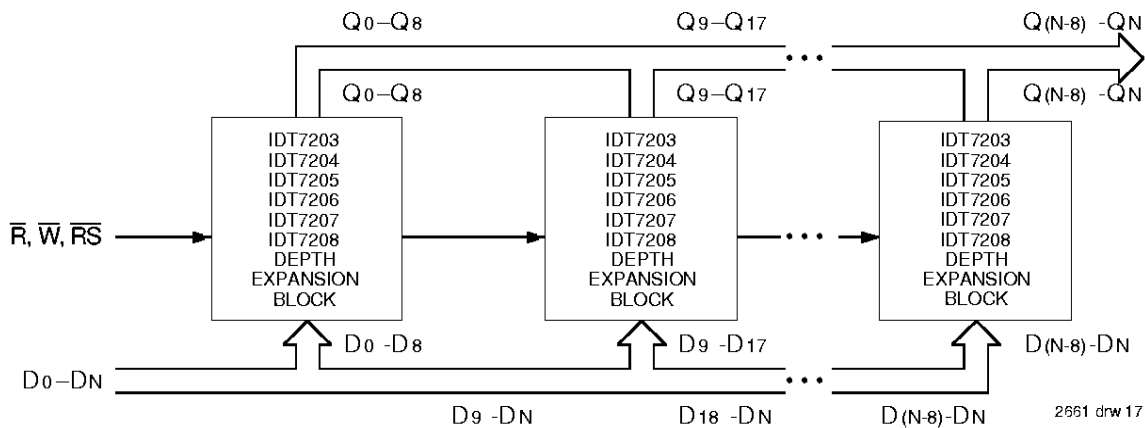 Q0–Q8 Q9–Q17 Q(N-8) -QN
Q0–Q8 Q9–Q17 Q(N-8) -QN
IDT7203
IDT7204
IDT7205
IDT7206
IDT7207
IDT7208
DEPTH
EXPANSION
BLOCK
IDT7203
IDT7204
IDT7205
IDT7206
IDT7207
IDT7208
DEPTH
EXPANSION
BLOCK
IDT7203
IDT7204
IDT7205
IDT7206
IDT7207
IDT7208
DEPTH
EXPANSION
BLOCK
R̅, W̅, R̅S̅
• • •
• • •
D0 -D8 D9 -D17 D(N-8)-DN
D0–DN
• • •
D9 -DN D18 -DN D(N-8)-DN
2661 drw 17